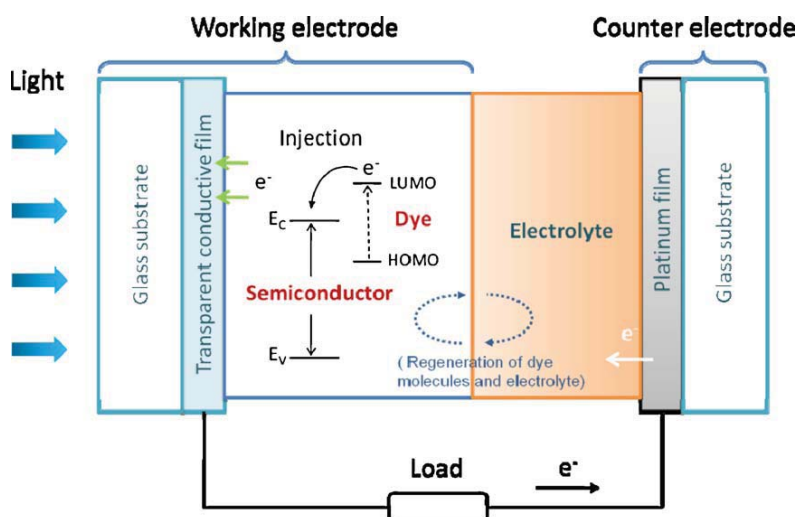 Working electrode
Counter electrode
Light
Glass substrate
Transparent conductive film
Injection
e-
e-
LUMO
Dye
HOMO
EC
Semiconductor
EV
Electrolyte
( Regeneration of dye
molecules and electrolyte)
e-
Platinum film
Glass substrate
Load
e-